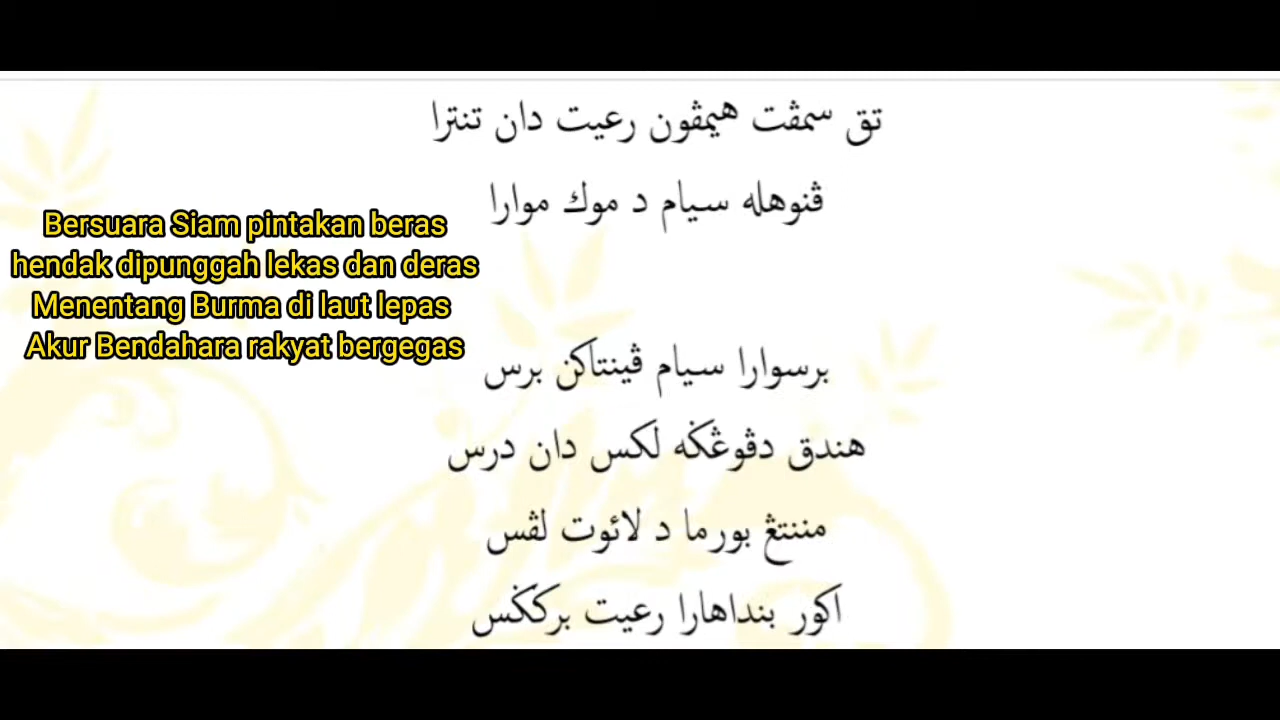 تق سمڤت هيمڤون رعيت دان تنترا
ڤنوهله سيام د موك موارا
Bersuara Siam pintakan beras
hendak dipunggah lekas dan deras
Menentang Burma di laut lepas
Akur Bendahara rakyat bergegas
برسوارا سيام ڤينتاكن برس
هندق دڤوڠݢه لكس دان درس
مننتڠ بورما د لائوت لڤس
اكور بنداهارا رعيت برݢݢس